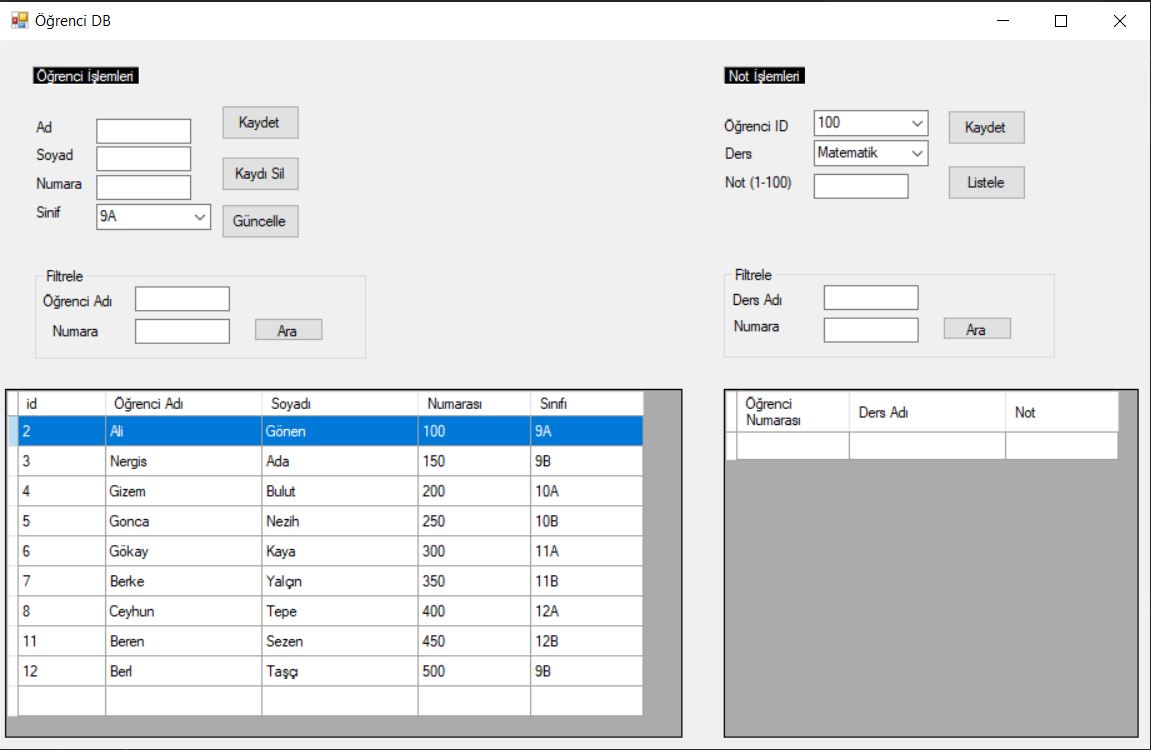 Öğrenci DB
Öğrenci İşlemleri
Ad
Soyad
Numara
Sinif
9A
Kaydet
Kaydı Sil
Güncelle
Filtrele
Öğrenci Adı
Numara
Ara
Not İşlemleri
Öğrenci ID
100
Ders
Matematik
Not (1-100)
Kaydet
Listele
Filtrele
Ders Adı
Numara
Ara
id Öğrenci Adı Soyadı Numarası Sınıfı
2 Ali Gönen 100 9A
3 Nergis Ada 150 9B
4 Gizem Bulut 200 10A
5 Gonca Nezih 250 10B
6 Gökay Kaya 300 11A
7 Berke Yalçın 350 11B
8 Ceyhun Tepe 400 12A
11 Beren Sezen 450 12B
12 Berl Taşçı 500 9B
Öğrenci
Numarası
Ders Adı
Not